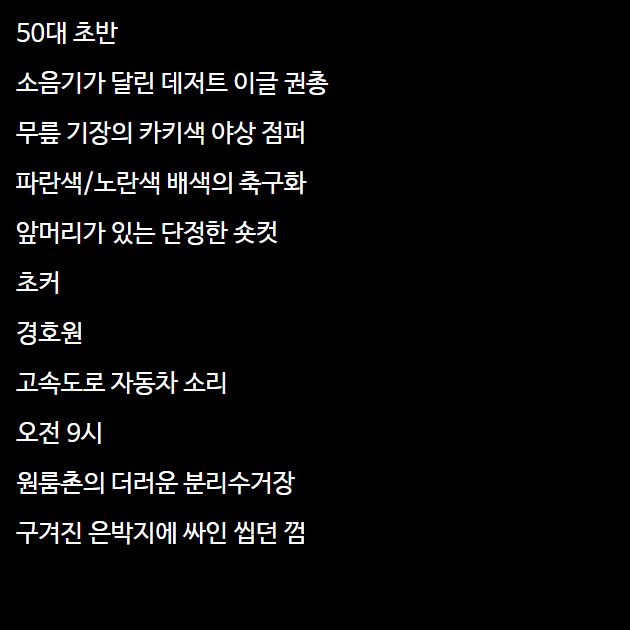 50대 초반
소음기가 달린 데저트 이글 권총
무릎 기장의 카키색 야상 점퍼
파란색/노란색 배색의 축구화
앞머리가 있는 단정한 숏컷
초커
경호원
고속도로 자동차 소리
오전 9시
원룸촌의 더러운 분리수거장
구겨진 은박지에 싸인 씹던 껌